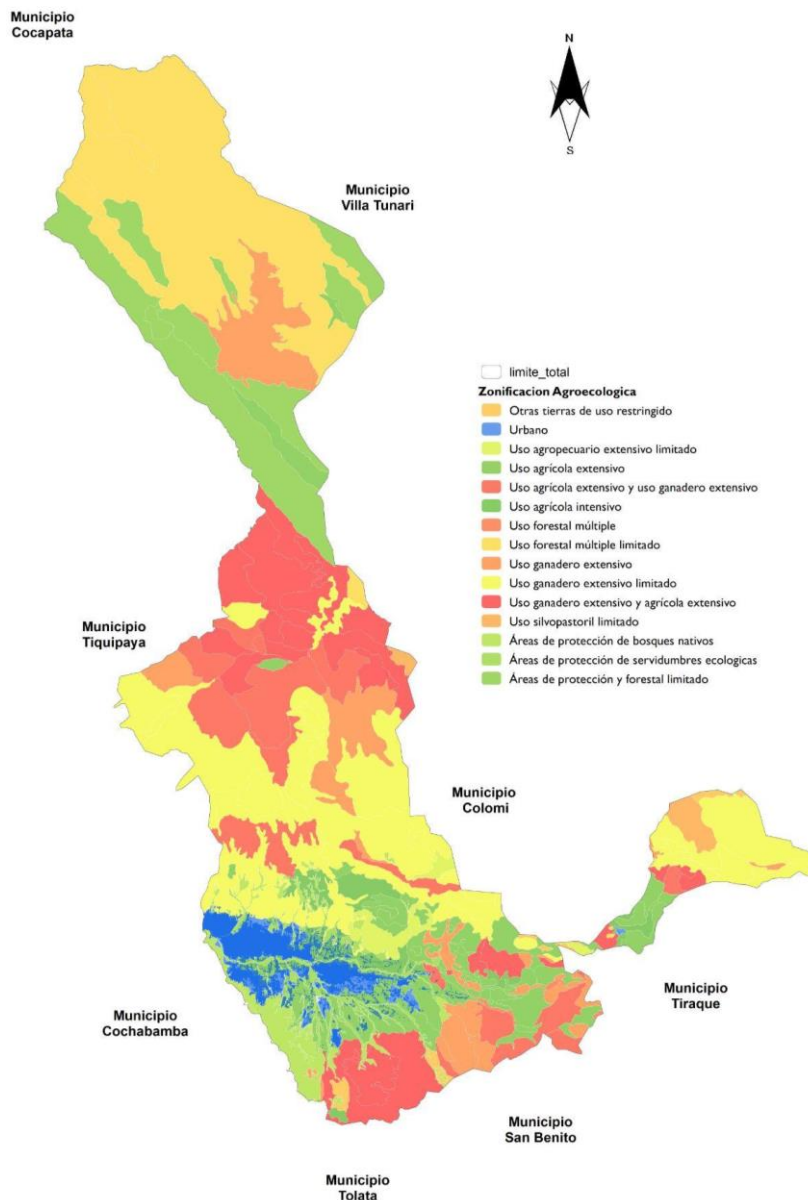 Municipio
Cocapata
N
S
Municipio
Villa Tunari
limite_total
Zonificacion Agroecologica
Otras tierras de uso restringido
Urbano
Uso agropecuario extensivo limitado
Uso agrícola extensivo
Uso agrícola extensivo y uso ganadero extensivo
Uso agrícola intensivo
Uso forestal múltiple
Uso forestal múltiple limitado
Uso ganadero extensivo
Uso ganadero extensivo limitado
Uso ganadero extensivo y agrícola extensivo
Uso silvopastoril limitado
Áreas de protección de bosques nativos
Áreas de protección de servidumbres ecologicas
Áreas de protección y forestal limitado
Municipio
Tiquipaya
Municipio
Colomi
Municipio
Tiraque
Municipio
Cochabamba
Municipio
San Benito
Municipio
Tolata